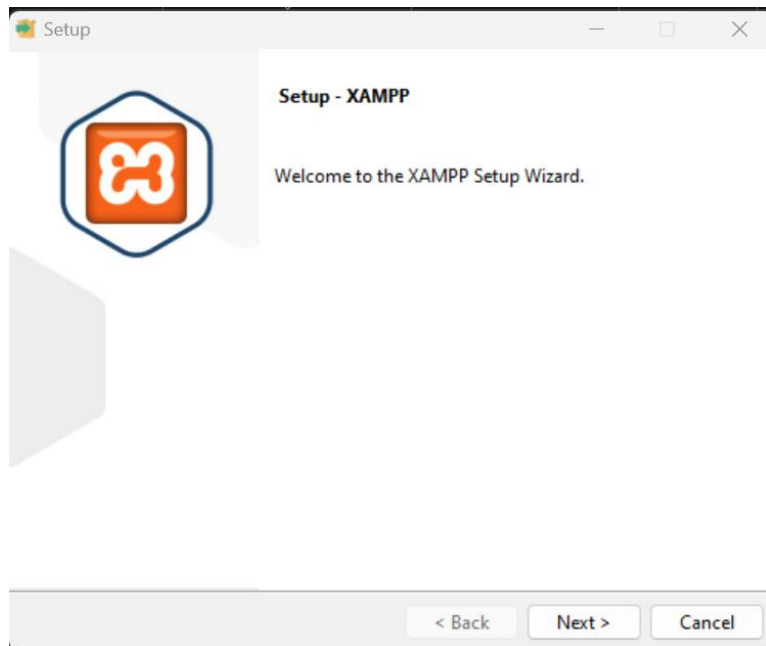 Setup
Setup - XAMPP
Welcome to the XAMPP Setup Wizard.
< Back
Next >
Cancel